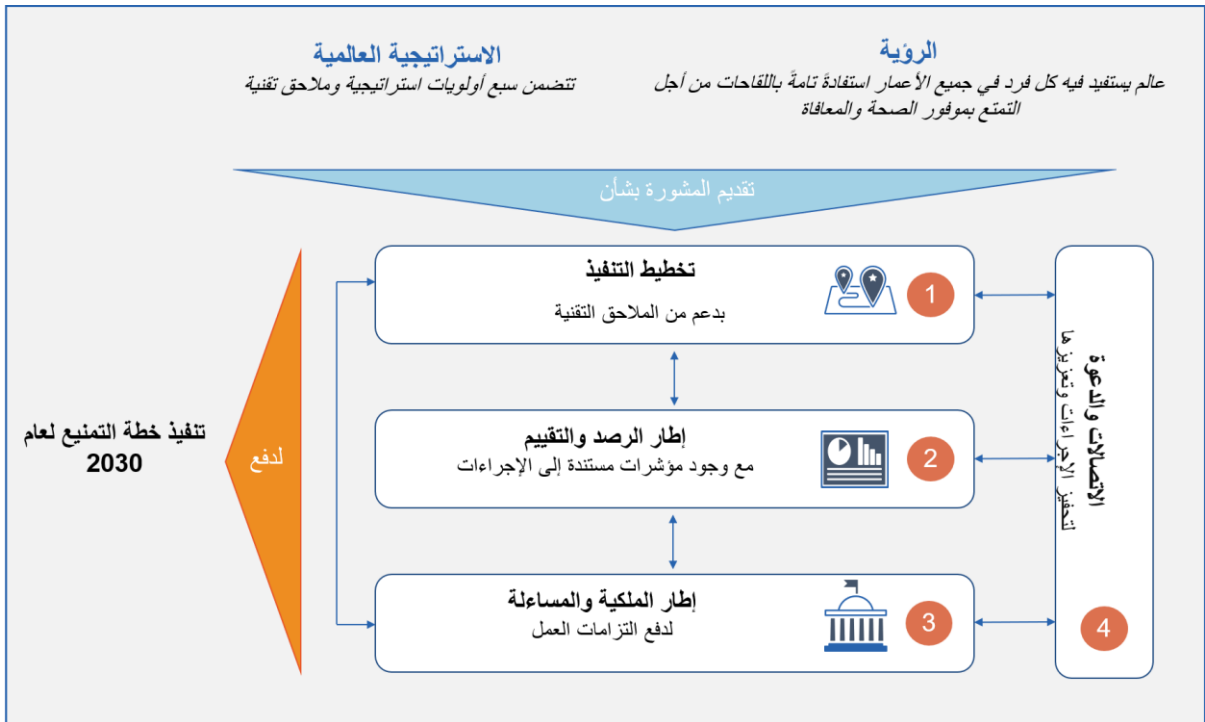 الرؤية
عالم يستفيد فيه كل فرد في جميع الأعمار استفادةً تامةً باللقاحات من أجل
التمتع بموفور الصحة والمعافاة
الاستراتيجية العالمية
تتضمن سبع أولويات استراتيجية وملاحق تقنية
تقديم المشورة بشأن
1
تخطيط التنفيذ
بدعم من الملاحق التقنية
2
إطار الرصد والتقييم
مع وجود مؤشرات مستندة إلى الإجراءات
3
إطار الملكية والمساءلة
لدفع التزامات العمل
الاتصالات والدعوة
لتحفيز الإجراءات وتعزيزها
4
لدفع
تنفيذ خطة التمنيع لعام
2030